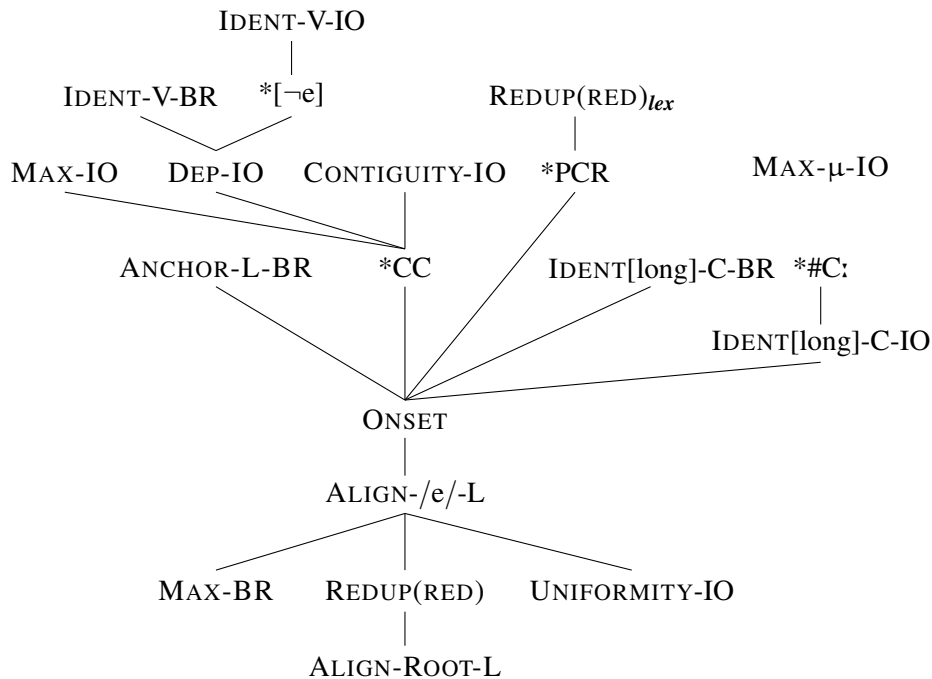 IDENT-V-IO
IDENT-V-BR *[¬e] REDUP(RED)lex
MAX-IO DEP-IO CONTIGUITY-IO *PCR MAX-μ-IO
ANCHOR-L-BR *CC IDENT[long]-C-BR *#Cː
IDENT[long]-C-IO
ONSET
ALIGN-/e/-L
MAX-BR REDUP(RED) UNIFORMITY-IO
ALIGN-ROOT-L